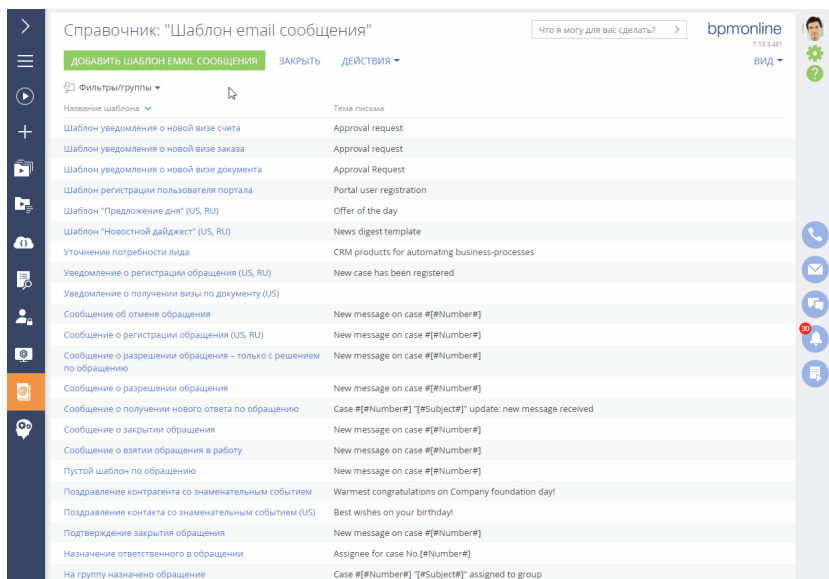 Справочник: "Шаблон email сообщения"
Что я могу для вас сделать? >
bpmonline
7.13.3.481
ДОБАВИТЬ ШАБЛОН EMAIL СООБЩЕНИЯ ЗАКРЫТЬ ДЕЙСТВИЯ
ВИД
Фильтры/группы
Название шаблона Тема письма
Шаблон уведомления о новой визе счета Approval request
Шаблон уведомления о новой визе заказа Approval request
Шаблон уведомления о новой визе документа Approval Request
Шаблон регистрации пользователя портала Portal user registration
Шаблон "Предложение дня" (US, RU) Offer of the day
Шаблон "Новостной дайджест" (US, RU) News digest template
Уточнение потребности лида CRM products for automating business-processes
Уведомление о регистрации обращения (US, RU) New case has been registered
Уведомление о получении визы по документу (US)
Сообщение об отмене обращения New message on case #[#Number#]
Сообщение о регистрации обращения (US, RU) New message on case #[#Number#]
Сообщение о разрешении обращения – только с решением New message on case #[#Number#]
по обращению
Сообщение о разрешении обращения New message on case #[#Number#]
Сообщение о получении нового ответа по обращению Case #[#Number#] "[#Subject#]" update: new message received
Сообщение о закрытии обращения New message on case #[#Number#]
Сообщение о взятии обращения в работу New message on case #[#Number#]
Пустой шаблон по обращению New message on case #[#Number#]
Поздравление контрагента со знаменательным событием Warmest congratulations on Company foundation day!
Поздравление контакта со знаменательным событием (US) Best wishes on your birthday!
Подтверждение закрытия обращения New message on case #[#Number#]
Назначение ответственного в обращении Assignee for case No.[#Number#]
На группу назначено обращение Case #[#Number#] "[#Subject#]" assigned to group
30